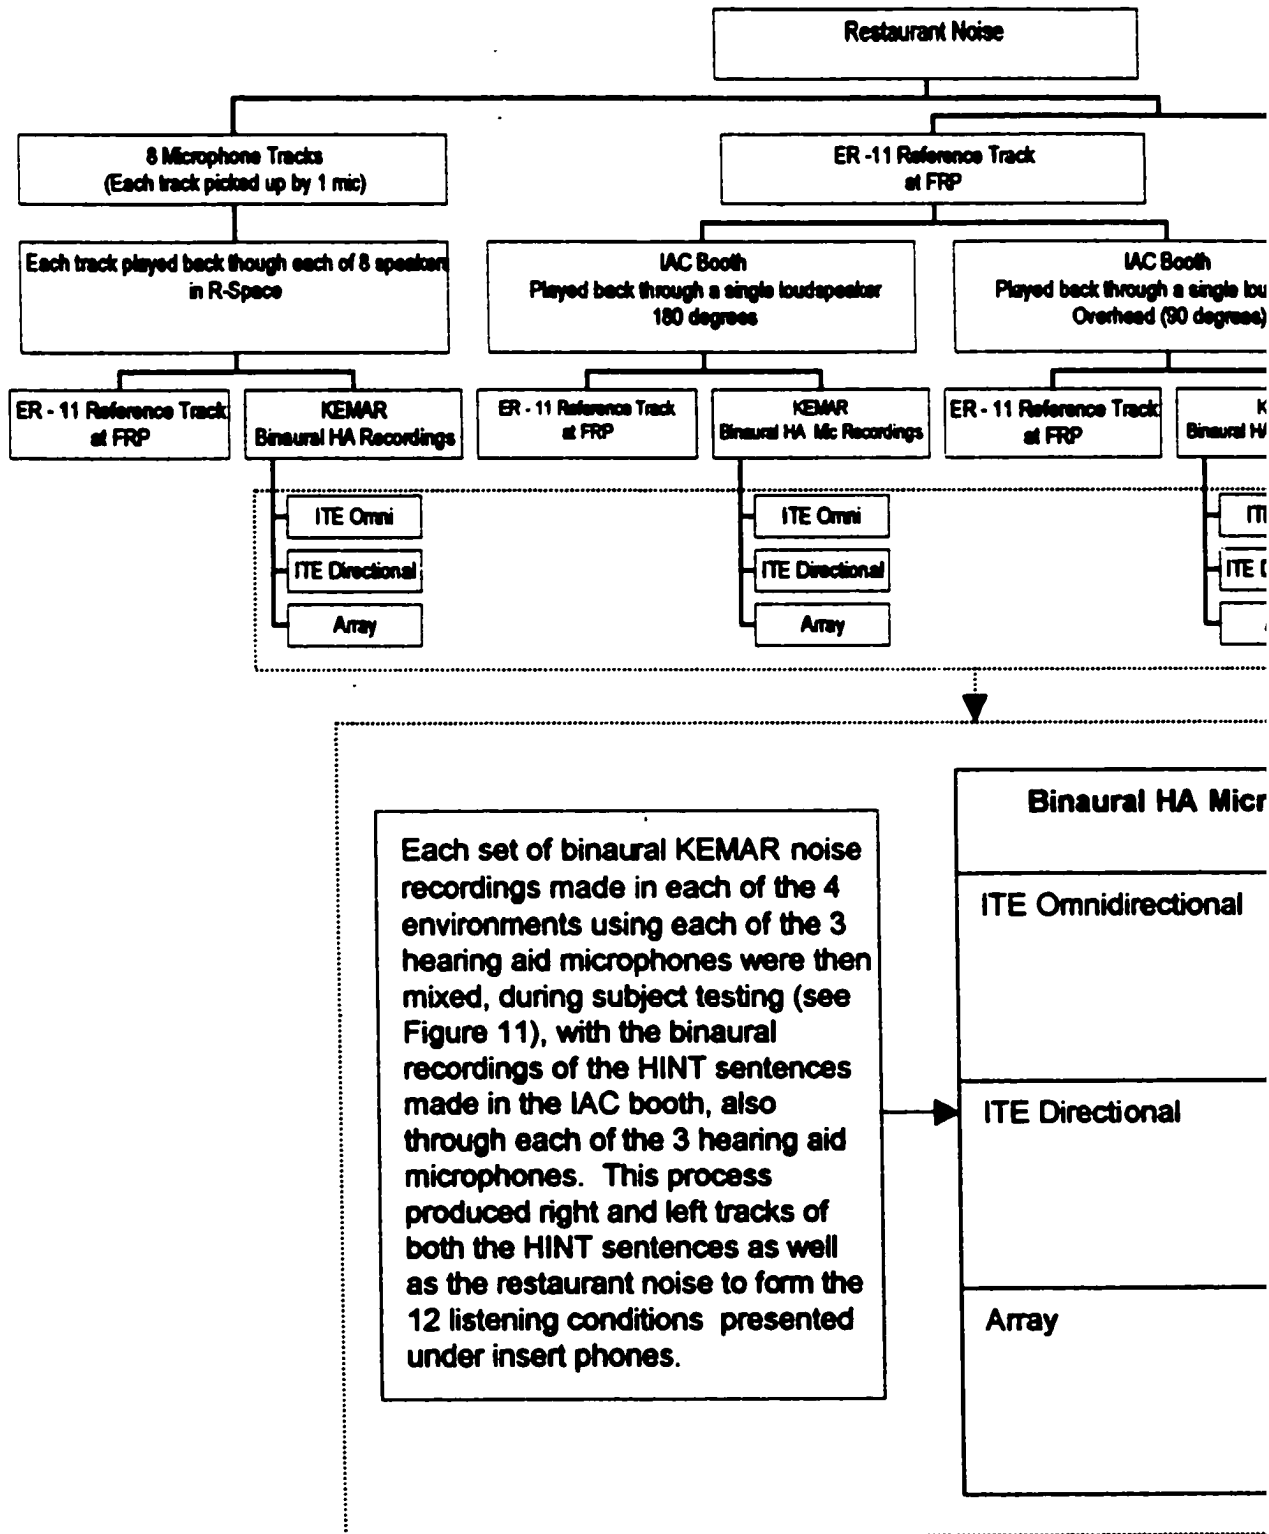 Restaurant Noise
8 Microphone Tracks
(Each track picked up by 1 mic)
ER -11 Reference Track
at FRP
Each track played back though each of 8 speakers
in R-Space
IAC Booth
Played back through a single loudspeaker
180 degrees
IAC Booth
Played back through a single lou
Overhead (90 degrees)
ER - 11 Reference Track
at FRP
KEMAR
Binaural HA Recordings
ER - 11 Reference Track
at FRP
KEMAR
Binaural HA Mic Recordings
ER - 11 Reference Track
at FRP
K
Binaural HA
ITE Omni
ITE Directional
Array
ITE Omni
ITE Directional
Array
ITE
ITE D
Each set of binaural KEMAR noise
recordings made in each of the 4
environments using each of the 3
hearing aid microphones were then
mixed, during subject testing (see
Figure 11), with the binaural
recordings of the HINT sentences
made in the IAC booth, also
through each of the 3 hearing aid
microphones. This process
produced right and left tracks of
both the HINT sentences as well
as the restaurant noise to form the
12 listening conditions presented
under insert phones.
Binaural HA Micr
ITE Omnidirectional
ITE Directional
Array